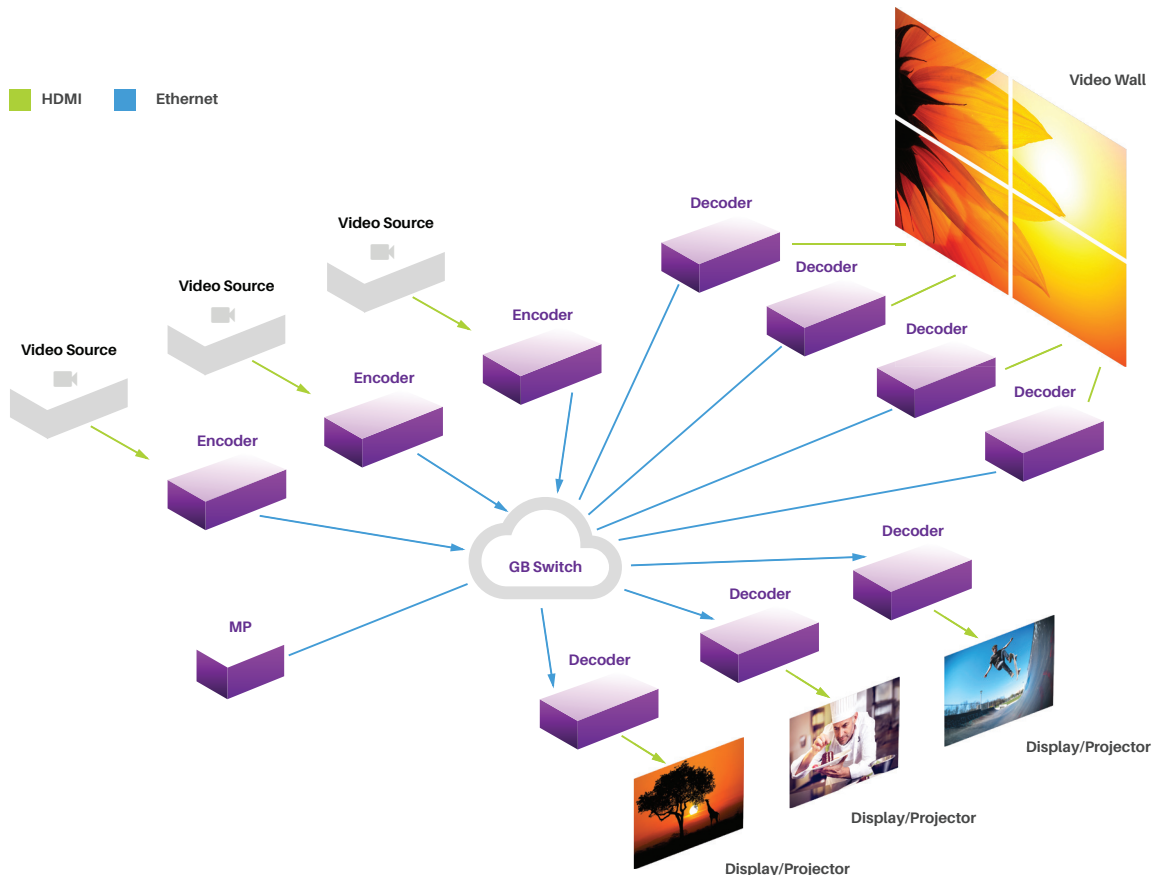 Video Wall
HDMI
Ethernet
Decoder
Video Source
Decoder
Video Source
Encoder
Decoder
Video Source
Encoder
Decoder
Encoder
Decoder
GB Switch
Decoder
MP
Decoder
Display/Projector
Display/Projector
Display/Projector